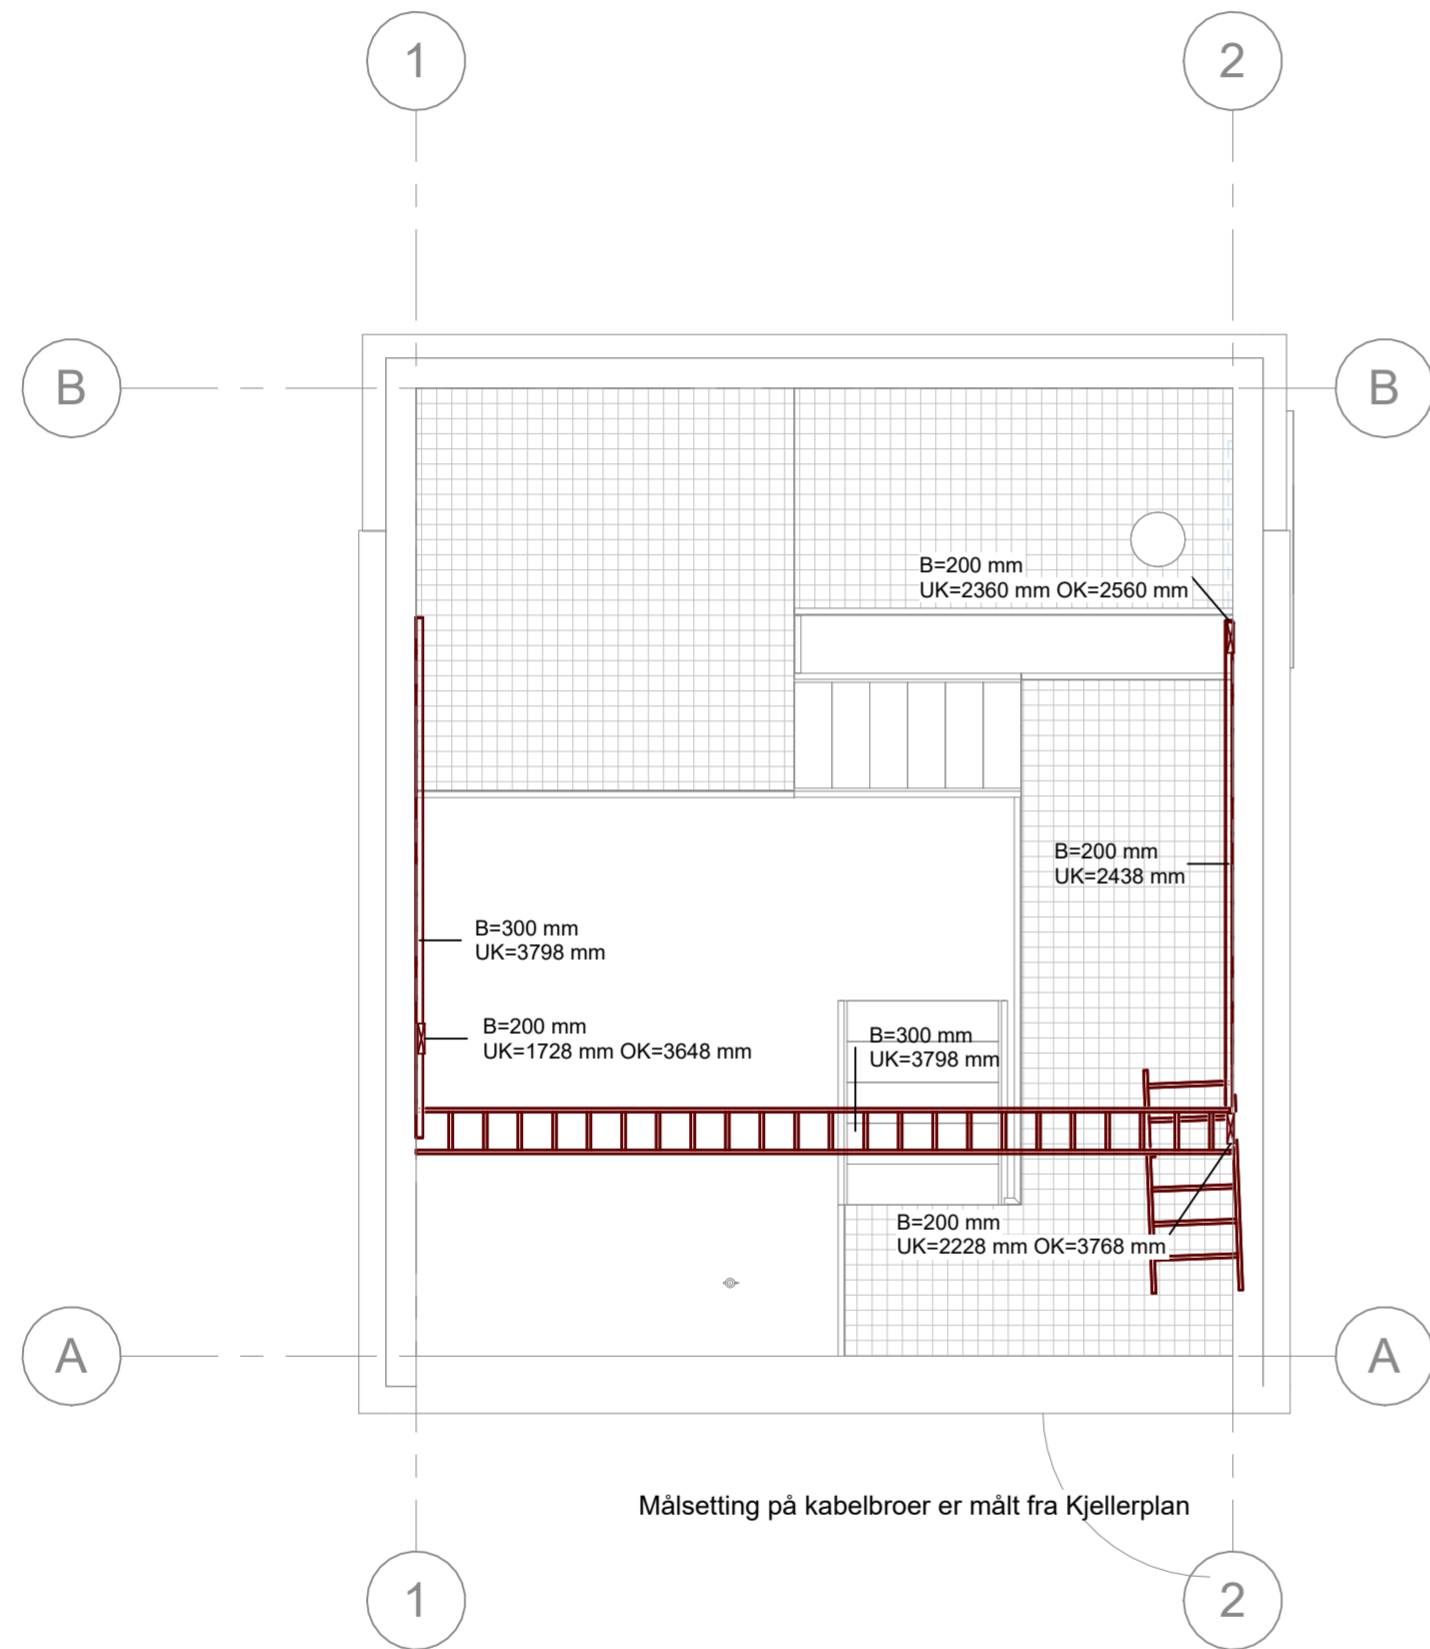 1
2
B
B
B=200 mm
UK=2360 mm OK=2560 mm
B=200 mm
UK=2438 mm
B=300 mm
UK=3798 mm
B=200 mm
UK=1728 mm OK=3648 mm
B=300 mm
UK=3798 mm
B=200 mm
UK=2228 mm OK=3768 mm
A
A
Målsetting på kabelbroer er målt fra Kjellerplan
1
2